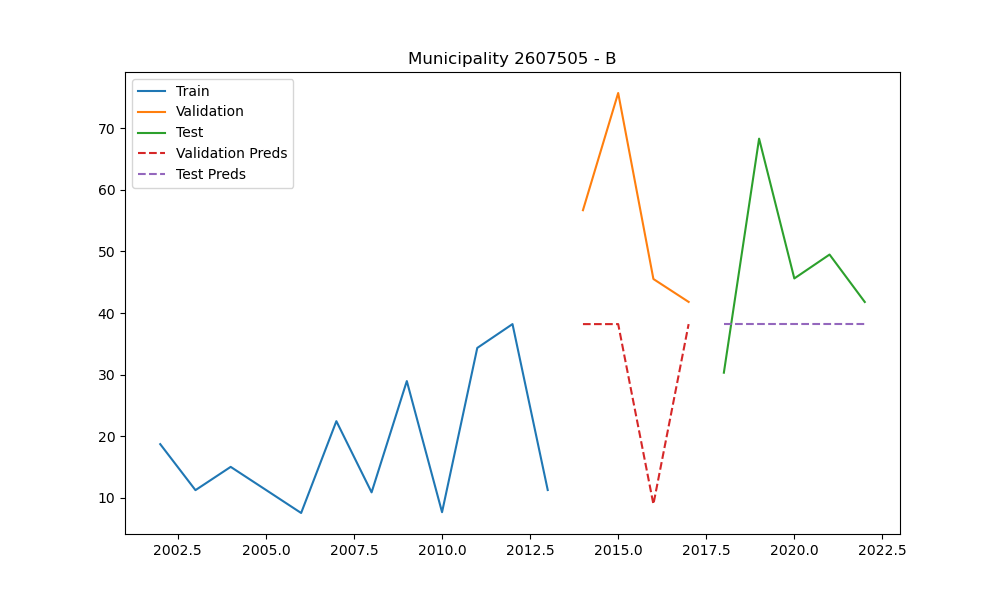 Municipality 2607505 - B
Train
Validation
Test
Validation Preds
Test Preds
70
60
50
40
30
20
10
2002.5 2005.0 2007.5 2010.0 2012.5 2015.0 2017.5 2020.0 2022.5